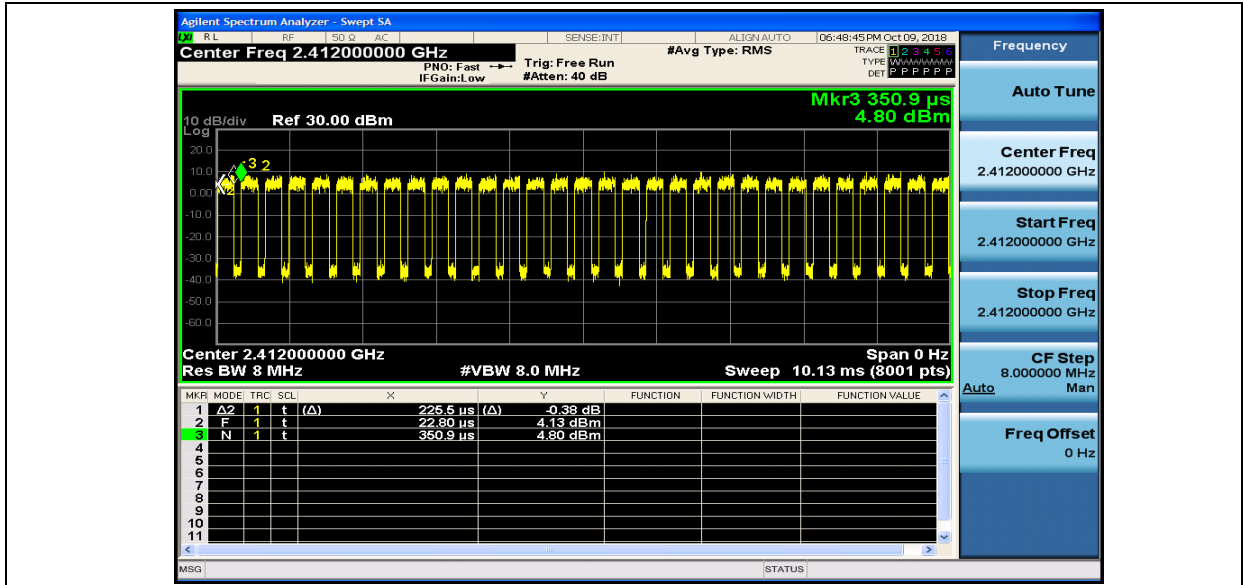 Agilent Spectrum Analyzer - Swept SA
LXI RL RF 50 Ω AC SENSE:INT ALIGN AUTO 06:48:45 PM Oct 09, 2018
Center Freq 2.412000000 GHz
PNO: Fast
IFGain:Low
Trig: Free Run
#Atten: 40 dB
#Avg Type: RMS
TRACE 1 2 3 4 5 6
TYPE WWWWWW
DET P P P P P P
Mkr3 350.9 µs
4.80 dBm
10 dB/div Ref 30.00 dBm
Log
20.0
10.0
0.00
-10.0
-20.0
-30.0
-40.0
-50.0
-60.0
3 2
Center 2.412000000 GHz Span 0 Hz
Res BW 8 MHz #VBW 8.0 MHz Sweep 10.13 ms (8001 pts)
MKR MODE TRC SCL X Y FUNCTION FUNCTION WIDTH FUNCTION VALUE
1 Δ2 1 t (Δ) 225.5 µs (Δ) -0.38 dB
2 F 1 t 22.80 µs 4.13 dBm
3 N 1 t 350.9 µs 4.80 dBm
4
5
6
7
8
9
10
11
MSG STATUS
Frequency
Auto Tune
Center Freq
2.412000000 GHz
Start Freq
2.412000000 GHz
Stop Freq
2.412000000 GHz
CF Step
8.000000 MHz
Auto Man
Freq Offset
0 Hz